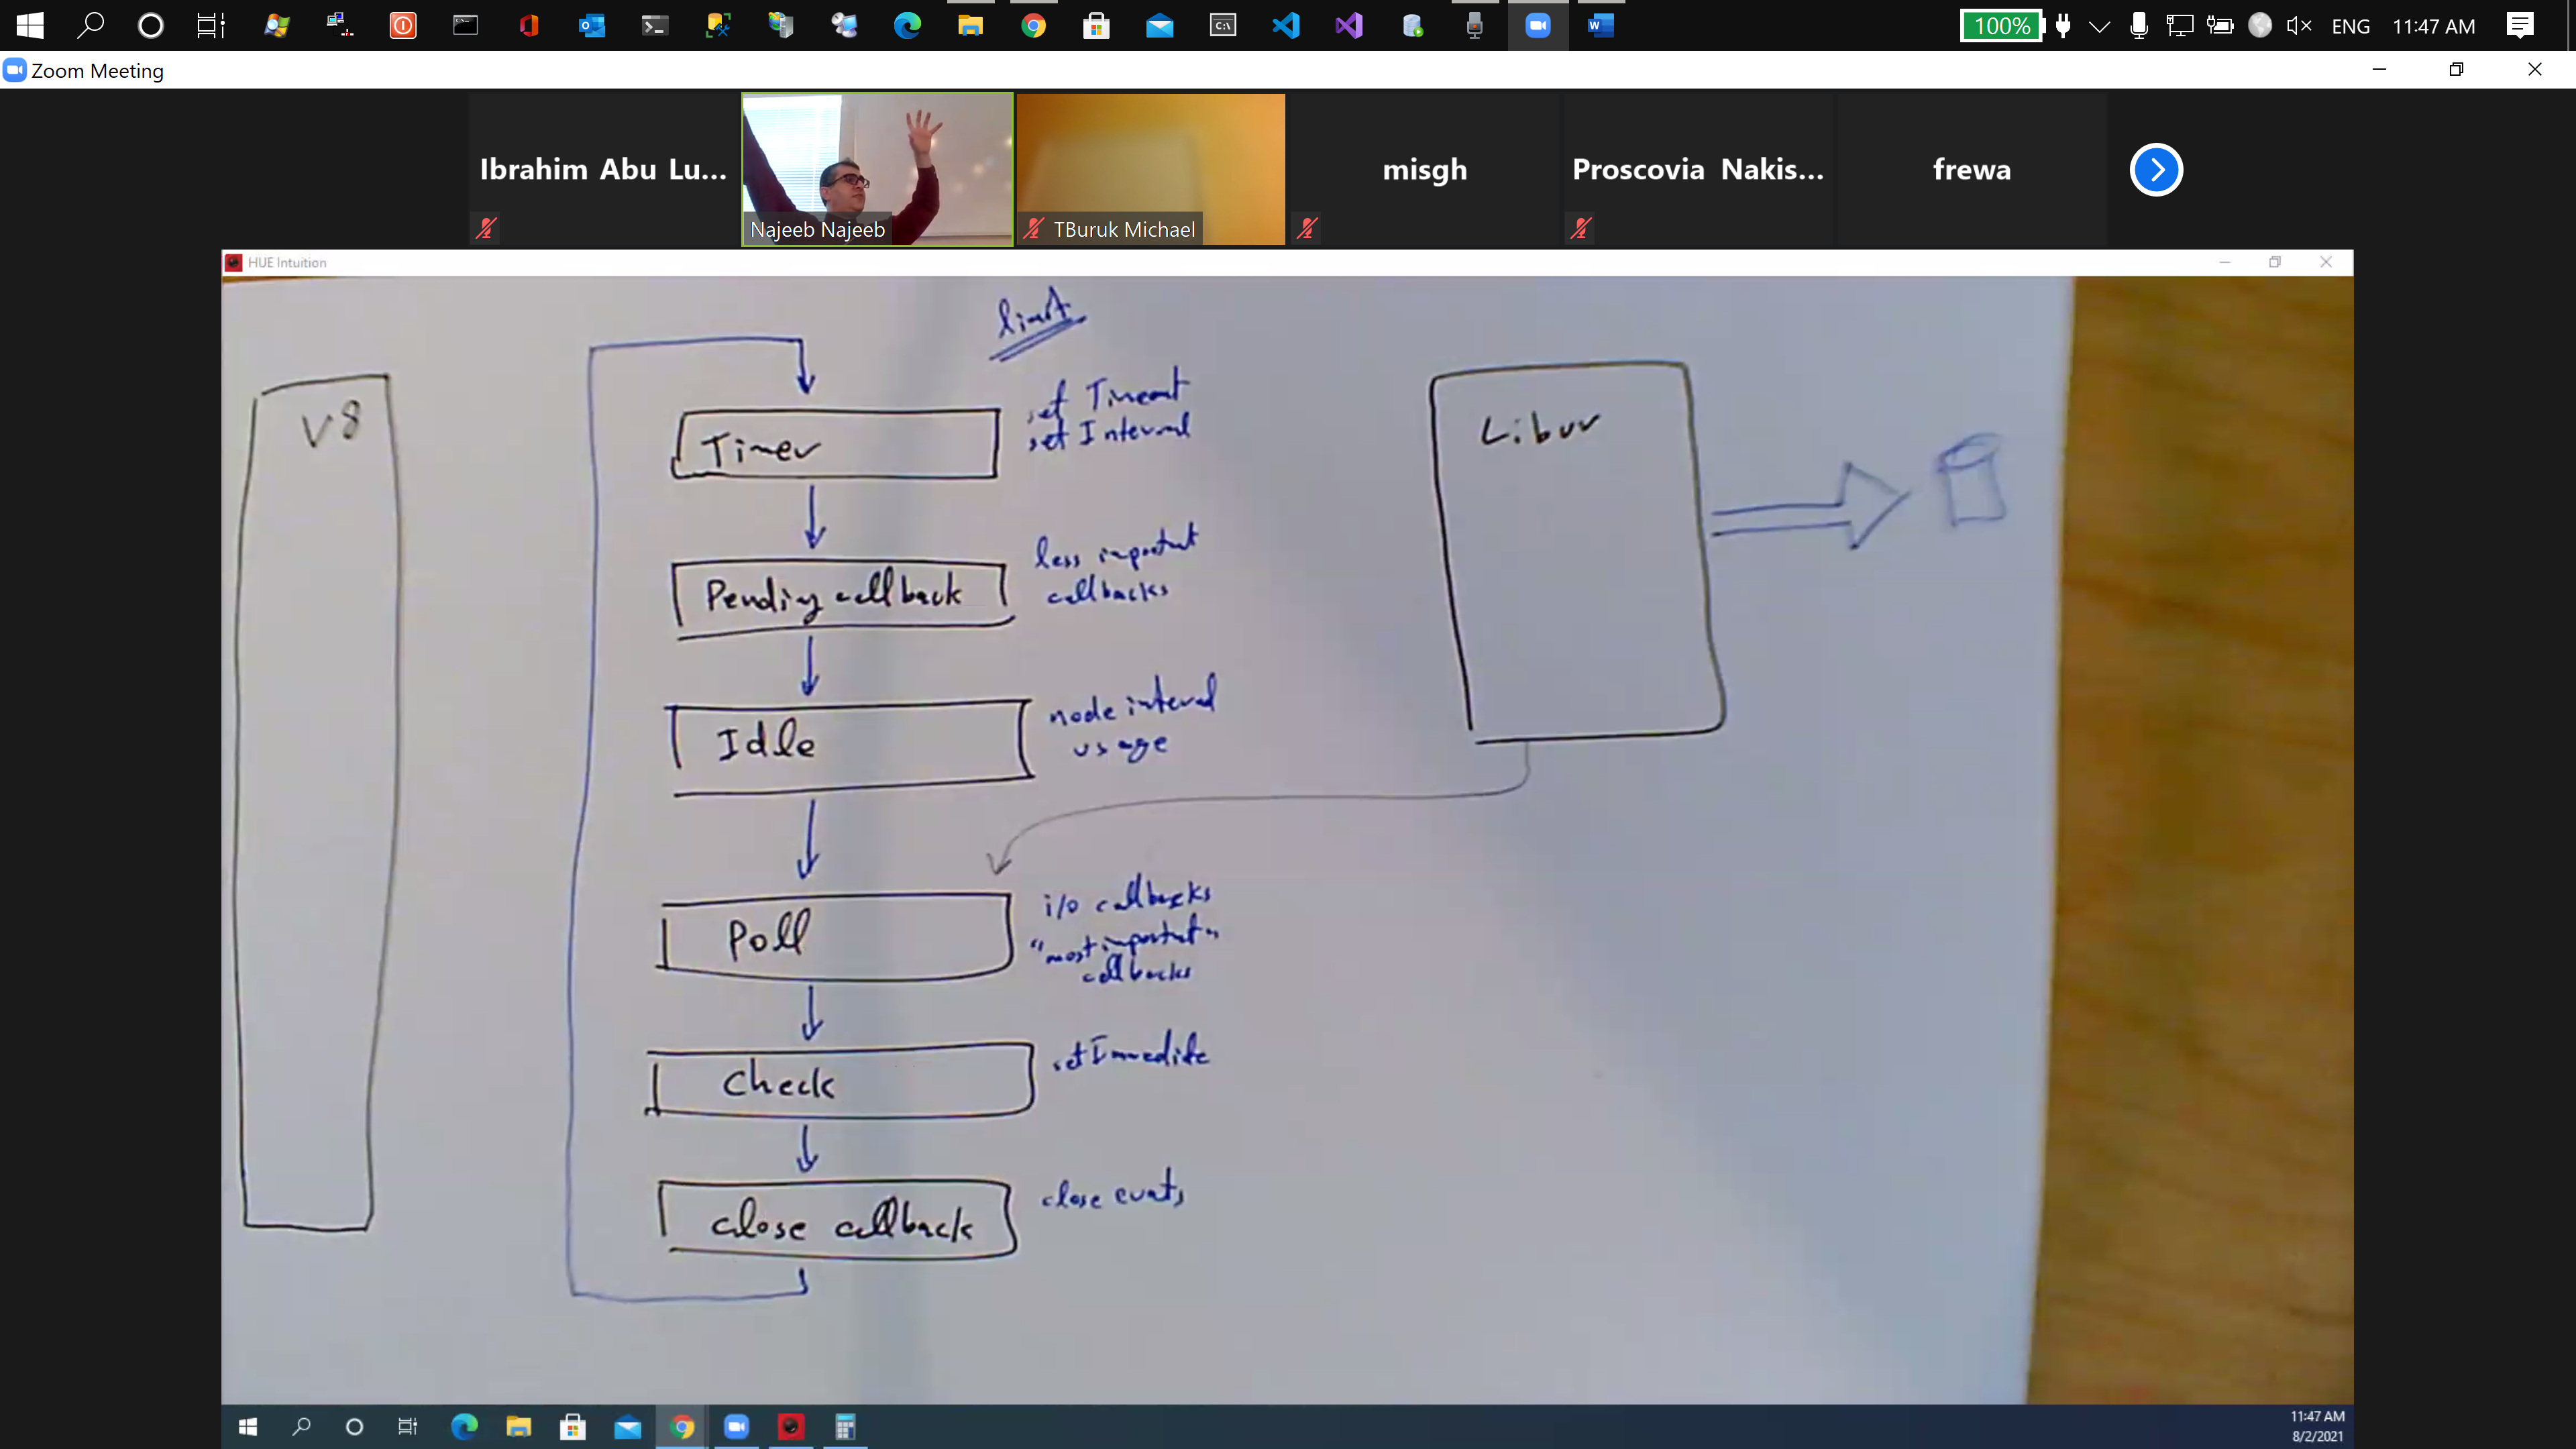 100%
ENG
11:47 AM
Zoom Meeting
Ibrahim Abu Lu...
Najeeb Najeeb
TBuruk Michael
misgh
Proscovia Nakis...
frewa
HUE Intuition
limit
V8
Timer
set Timeout
set Interval
Libuv
Pending callback
less important
callbacks
Idle
node internal
usage
Poll
i/o callbacks
"most important"
callbacks
Check
setImmediate
close callback
close events
11:47 AM
8/2/2021